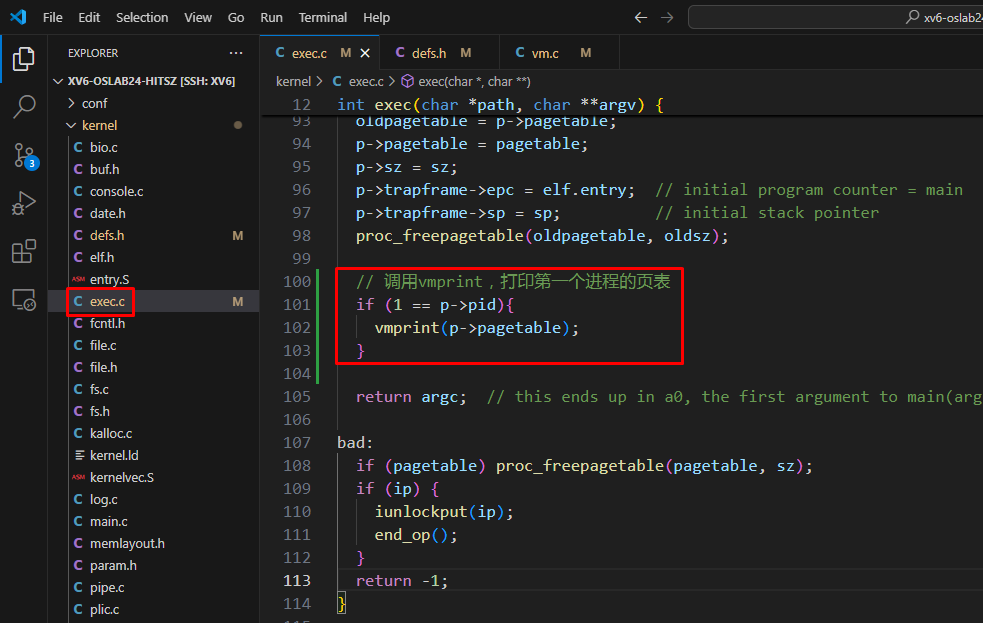 File Edit Selection View Go Run Terminal Help xv6-oslab24
EXPLORER ...
exec.c M
defs.h M
vm.c M
XV6-OSLAB24-HITSZ [SSH: XV6]
conf
kernel
C bio.c
C buf.h
C console.c
C date.h
C defs.h M
C elf.h
ASM entry.S
C exec.c M
C fcntl.h
C file.c
C file.h
C fs.c
C fs.h
C kalloc.c
kernel.ld
ASM kernelvec.S
C log.c
C main.c
C memlayout.h
C param.h
C pipe.c
C plic.c
kernel > C exec.c > exec(char *, char **)
12 int exec(char *path, char **argv) {
93 oldpagetable = p->pagetable;
94 p->pagetable = pagetable;
95 p->sz = sz;
96 p->trapframe->epc = elf.entry; // initial program counter = main
97 p->trapframe->sp = sp; // initial stack pointer
98 proc_freepagetable(oldpagetable, oldsz);
99
100 // 调用vmprint，打印第一个进程的页表
101 if (1 == p->pid){
102 vmprint(p->pagetable);
103 }
104
105 return argc; // this ends up in a0, the first argument to main(arg
106
107 bad:
108 if (pagetable) proc_freepagetable(pagetable, sz);
109 if (ip) {
110 iunlockput(ip);
111 end_op();
112 }
113 return -1;
114 }
3